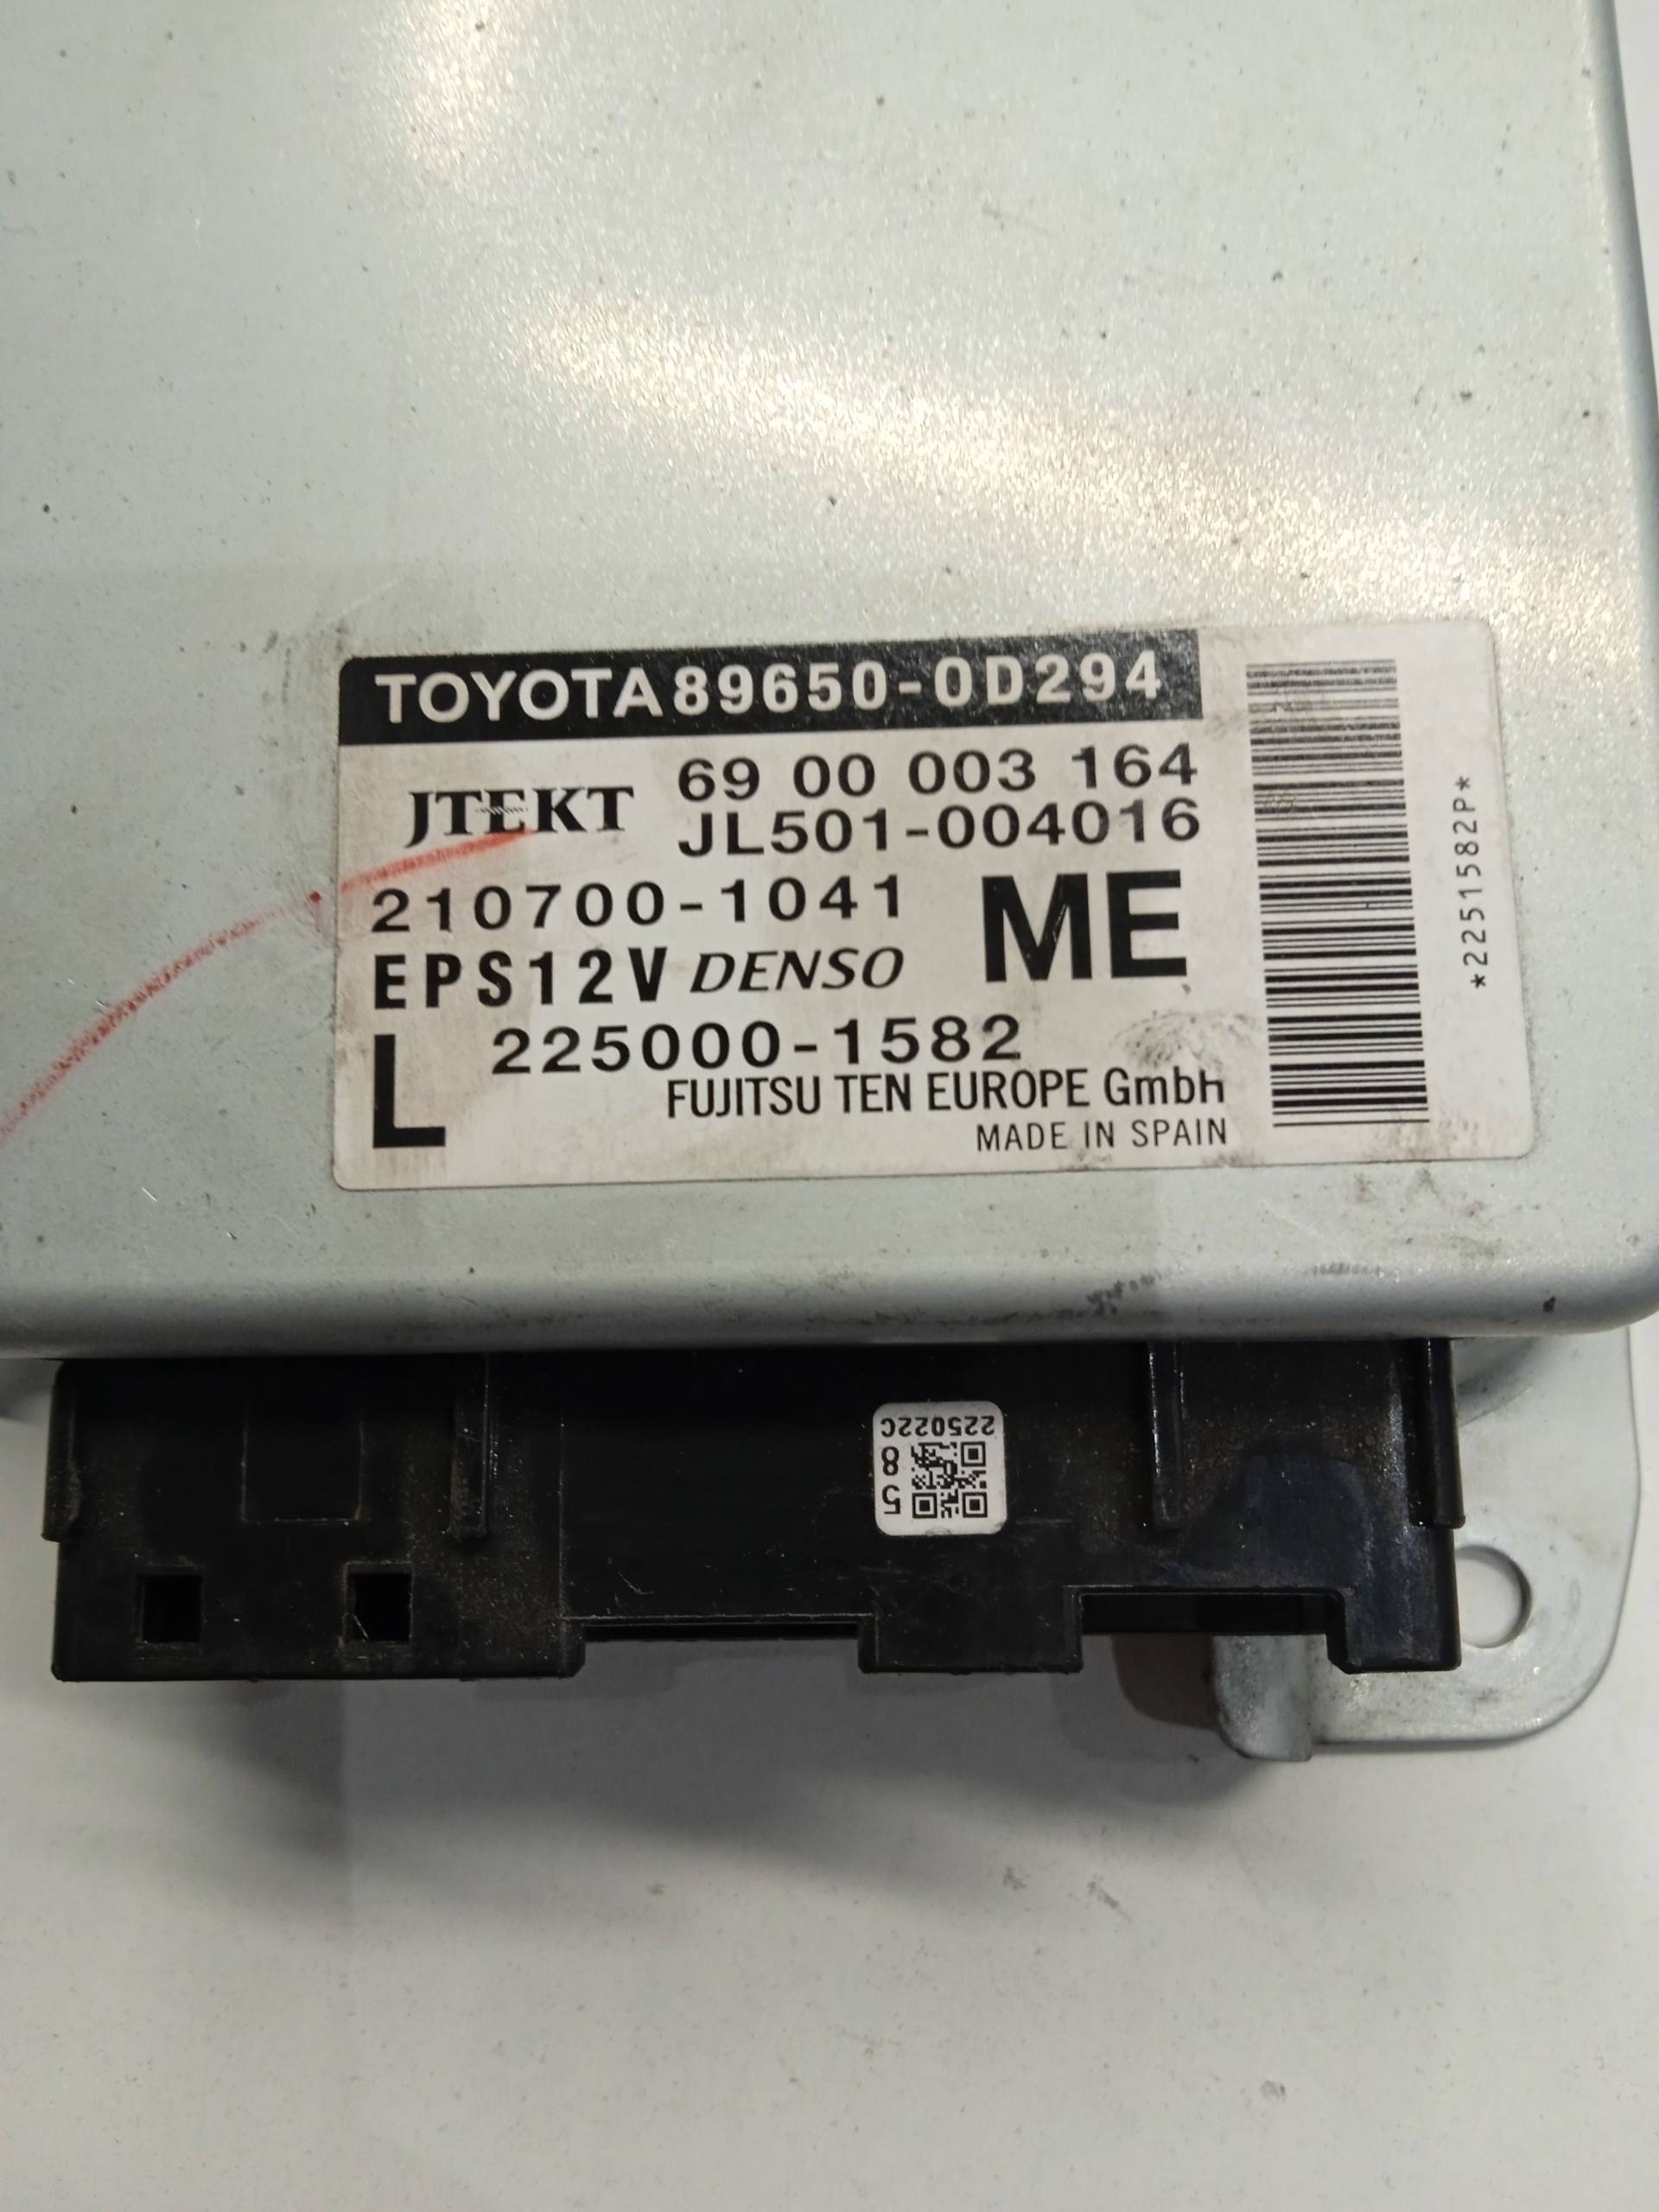 TOYOTA 89650-0D294
JTEKT 69 00 003 164
JL501-004016
210700-1041 ME
EPS12V DENSO
L 225000-1582
FUJITSU TEN EUROPE GmbH
MADE IN SPAIN
*2251582P*
225022C
8
5